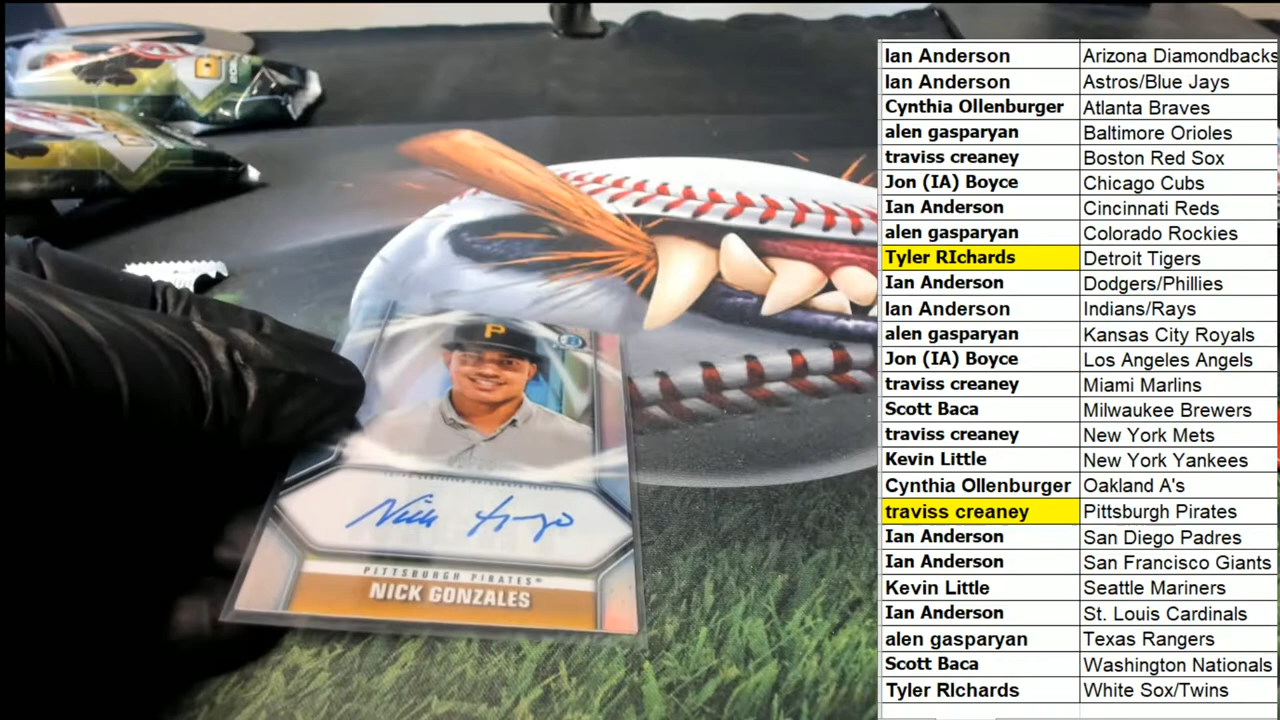 Ian Anderson Arizona Diamondbacks
Ian Anderson Astros/Blue Jays
Cynthia Ollenburger Atlanta Braves
alen gasparyan Baltimore Orioles
traviss creaney Boston Red Sox
Jon (IA) Boyce Chicago Cubs
Ian Anderson Cincinnati Reds
alen gasparyan Colorado Rockies
Tyler RIchards Detroit Tigers
Ian Anderson Dodgers/Phillies
Ian Anderson Indians/Rays
alen gasparyan Kansas City Royals
Jon (IA) Boyce Los Angeles Angels
traviss creaney Miami Marlins
Scott Baca Milwaukee Brewers
traviss creaney New York Mets
Kevin Little New York Yankees
Cynthia Ollenburger Oakland A's
traviss creaney Pittsburgh Pirates
Ian Anderson San Diego Padres
Ian Anderson San Francisco Giants
Kevin Little Seattle Mariners
Ian Anderson St. Louis Cardinals
alen gasparyan Texas Rangers
Scott Baca Washington Nationals
Tyler RIchards White Sox/Twins
P
B
PITTSBURGH PIRATES
NICK GONZALES